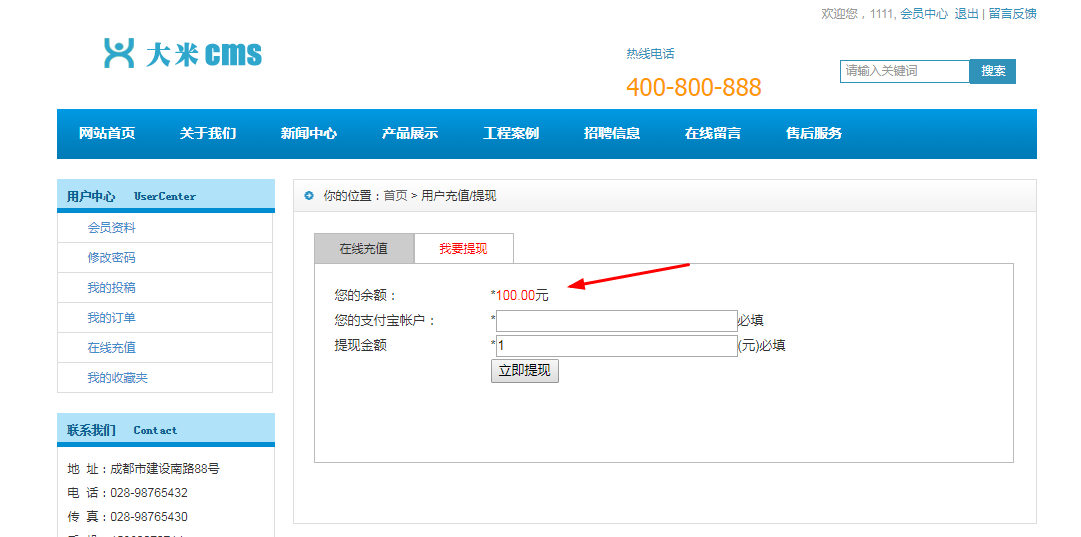 欢迎您，1111, 会员中心 退出 | 留言反馈
大米cms
热线电话
400-800-888
请输入关键词 搜索
网站首页 关于我们 新闻中心 产品展示 工程案例 招聘信息 在线留言 售后服务
用户中心 UserCenter
会员资料
修改密码
我的投稿
我的订单
在线充值
我的收藏夹
联系我们 Contact
地 址：成都市建设南路88号
电 话：028-98765432
传 真：028-98765430
你的位置：首页 > 用户充值/提现
在线充值 我要提现
您的余额： *100.00元
您的支付宝帐户： * 必填
提现金额 *1 (元)必填
立即提现